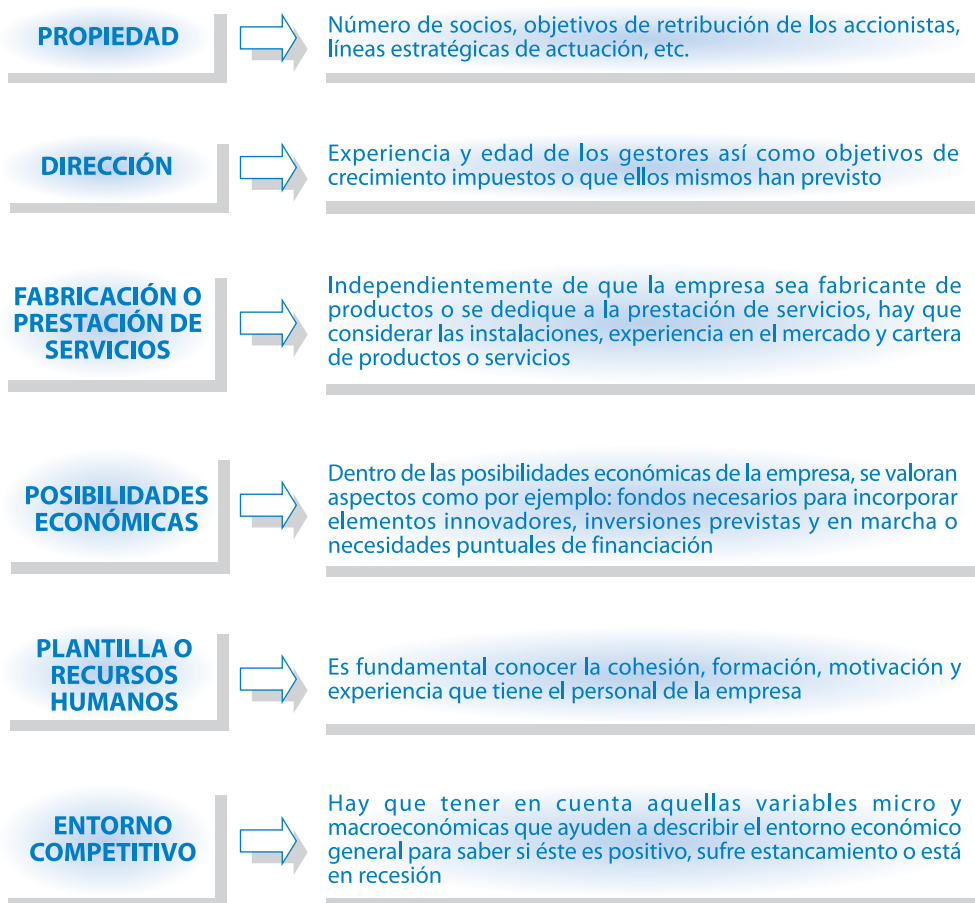 PROPIEDAD
Número de socios, objetivos de retribución de los accionistas,
líneas estratégicas de actuación, etc.
DIRECCIÓN
Experiencia y edad de los gestores así como objetivos de
crecimiento impuestos o que ellos mismos han previsto
FABRICACIÓN O
PRESTACIÓN DE
SERVICIOS
Independientemente de que la empresa sea fabricante de
productos o se dedique a la prestación de servicios, hay que
considerar las instalaciones, experiencia en el mercado y cartera
de productos o servicios
POSIBILIDADES
ECONÓMICAS
Dentro de las posibilidades económicas de la empresa, se valoran
aspectos como por ejemplo: fondos necesarios para incorporar
elementos innovadores, inversiones previstas y en marcha o
necesidades puntuales de financiación
PLANTILLA O
RECURSOS
HUMANOS
Es fundamental conocer la cohesión, formación, motivación y
experiencia que tiene el personal de la empresa
ENTORNO
COMPETITIVO
Hay que tener en cuenta aquellas variables micro y
macroeconómicas que ayuden a describir el entorno económico
general para saber si éste es positivo, sufre estancamiento o está
en recesión